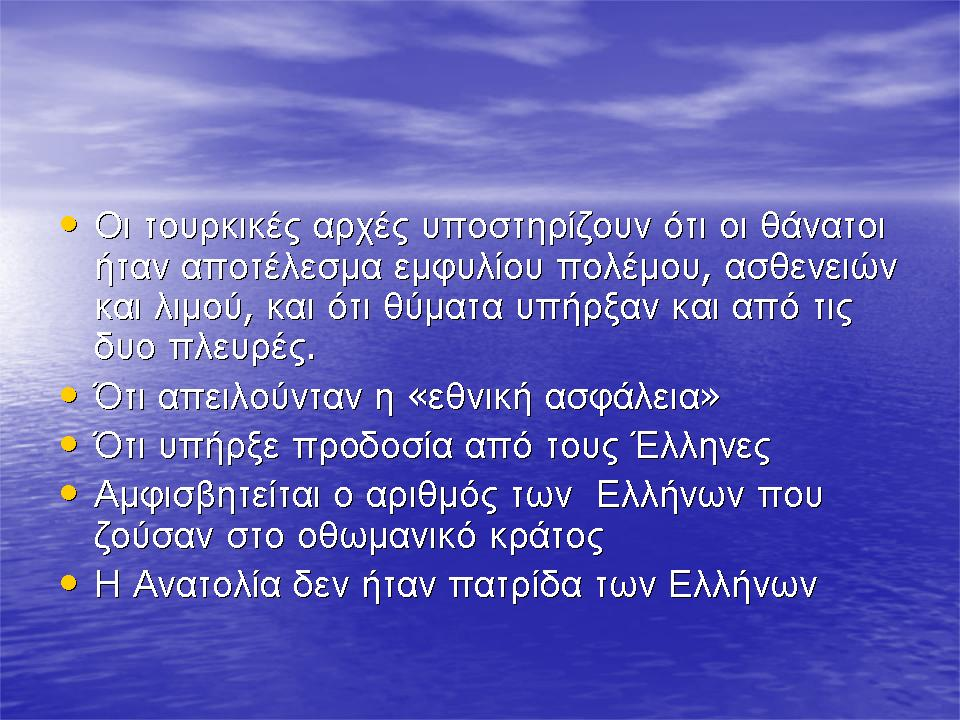 • Οι τουρκικές αρχές υποστηρίζουν ότι οι θάνατοι
ήταν αποτέλεσμα εμφυλίου πολέμου, ασθενειών
και λιμού, και ότι θύματα υπήρξαν και από τις
δυο πλευρές.
• Ότι απειλούνταν η «εθνική ασφάλεια»
• Ότι υπήρξε προδοσία από τους Έλληνες
• Αμφισβητείται ο αριθμός των Ελλήνων που
ζούσαν στο οθωμανικό κράτος
• Η Ανατολία δεν ήταν πατρίδα των Ελλήνων